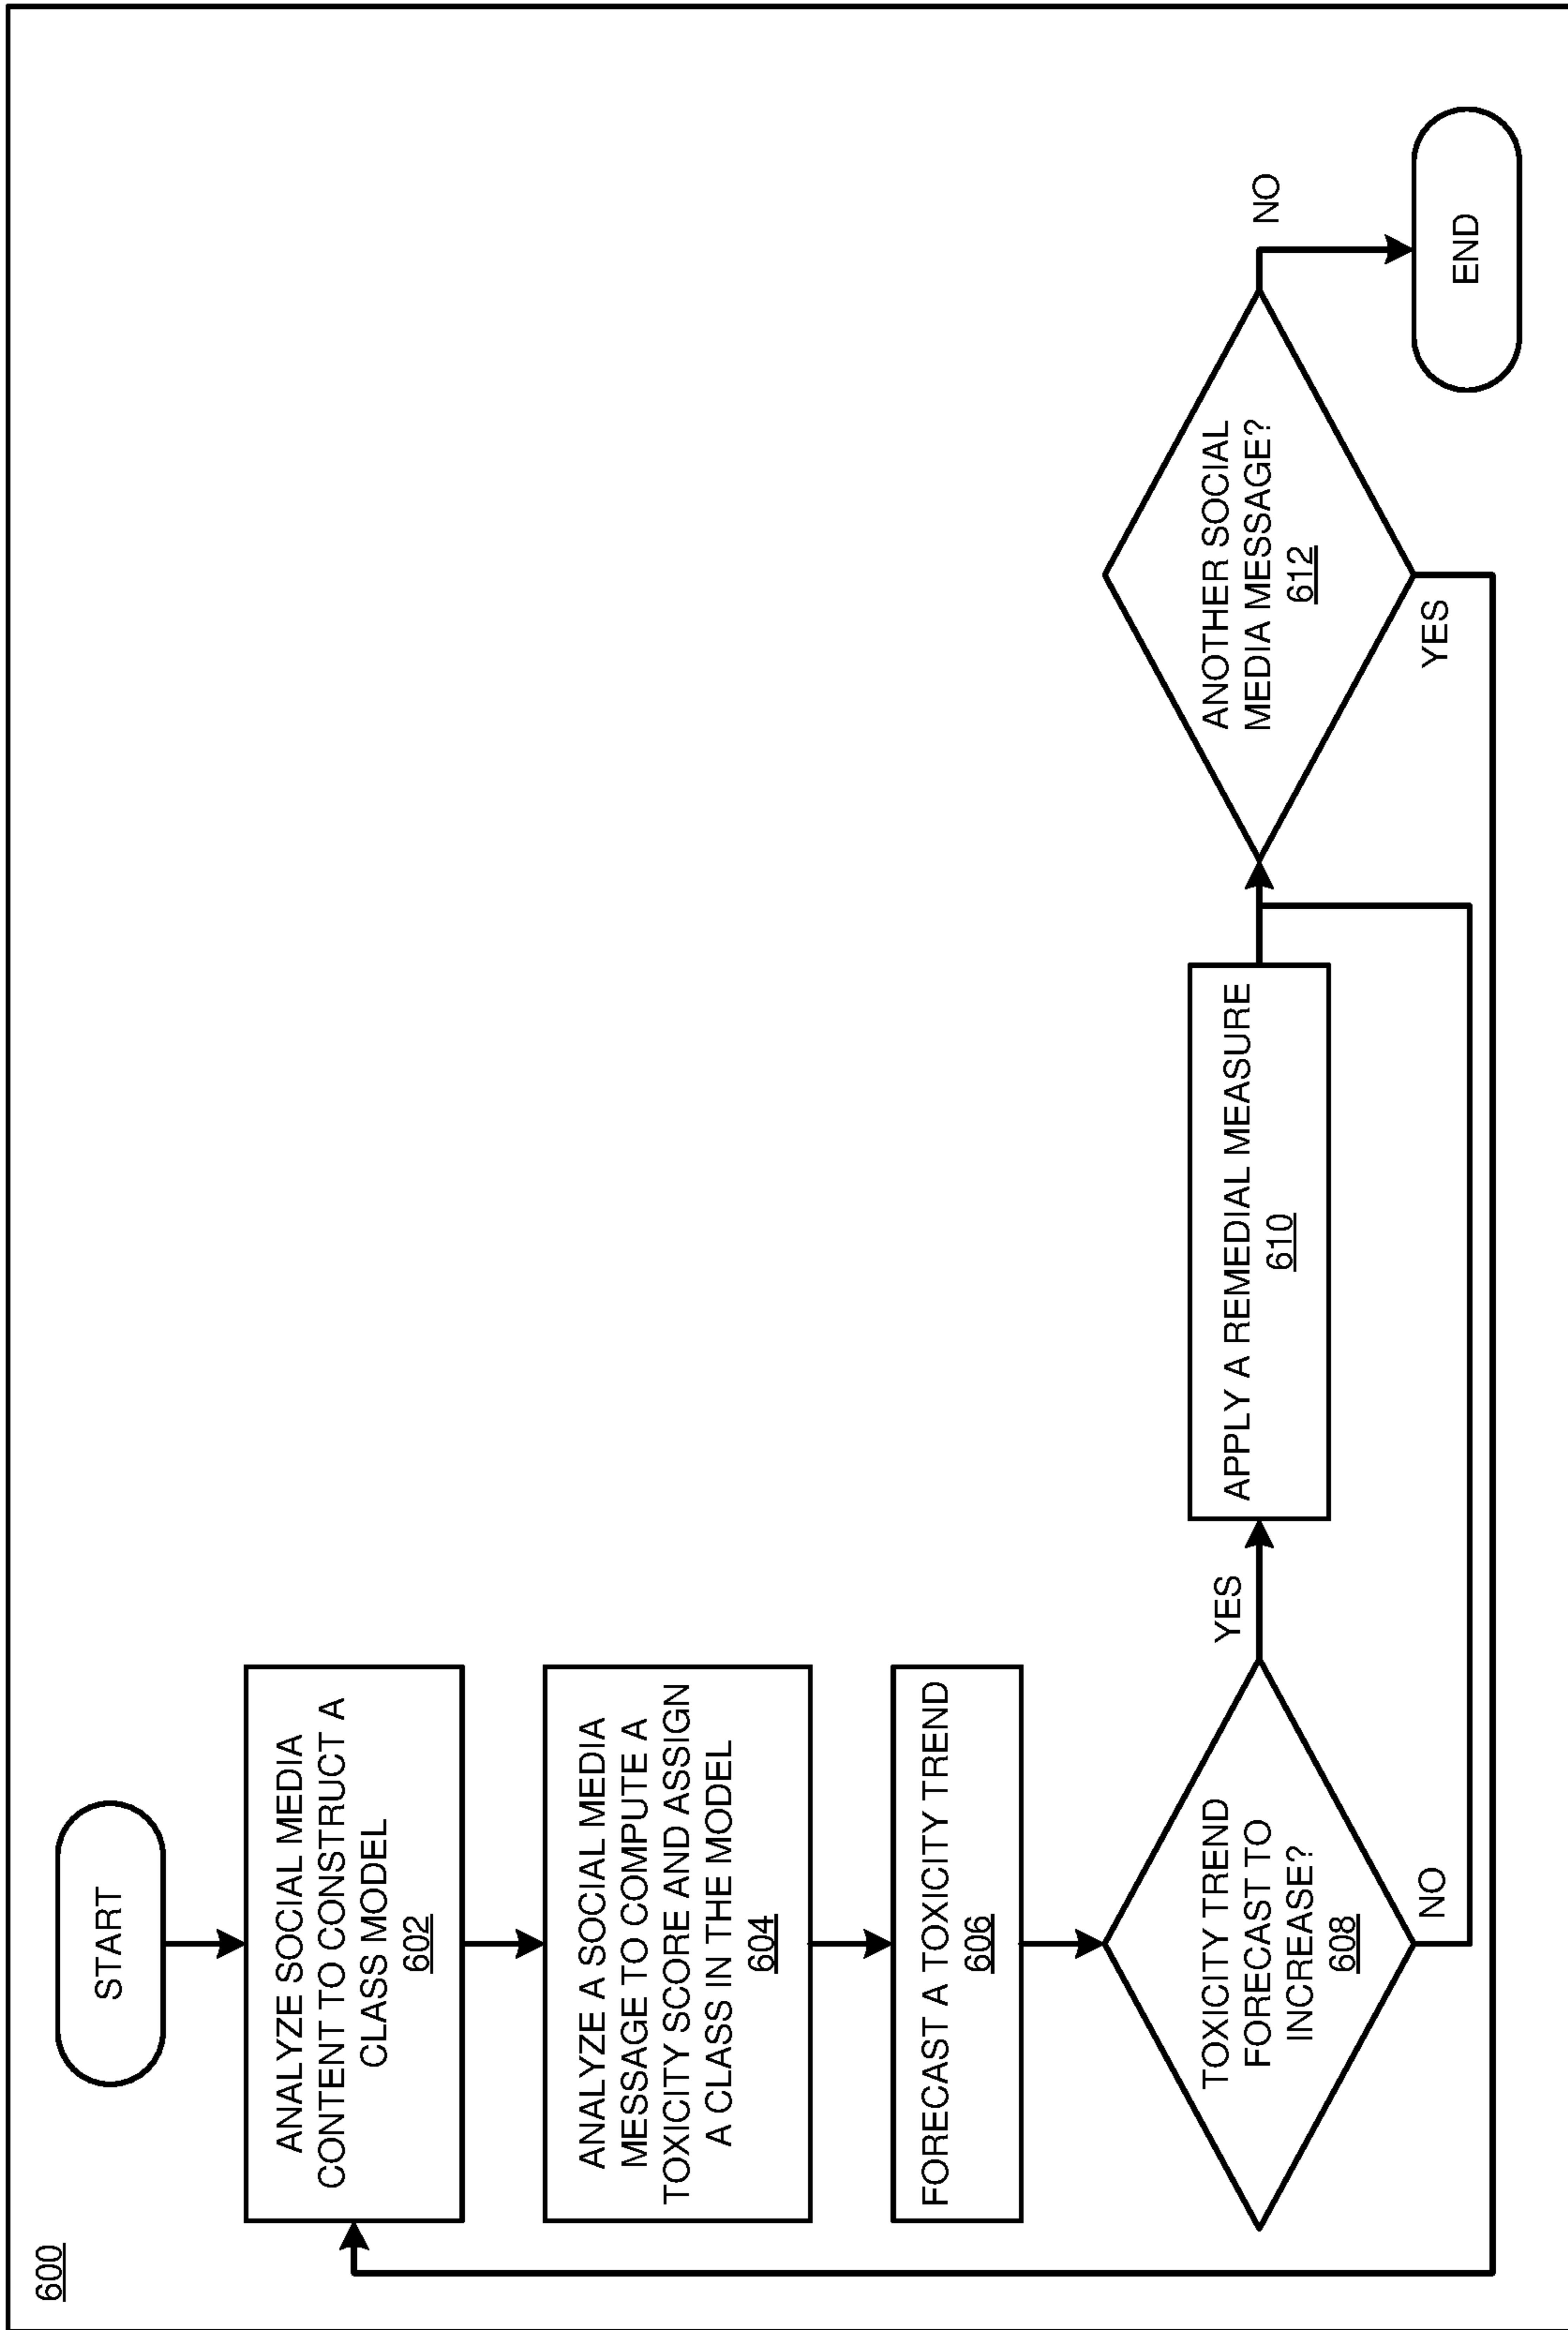 600
START
ANALYZE SOCIAL MEDIA
CONTENT TO CONSTRUCT A
CLASS MODEL
602
ANALYZE A SOCIAL MEDIA
MESSAGE TO COMPUTE A
TOXICITY SCORE AND ASSIGN
A CLASS IN THE MODEL
604
FORECAST A TOXICITY TREND
606
TOXICITY TREND
FORECAST TO
INCREASE?
608
YES
NO
APPLY A REMEDIAL MEASURE
610
ANOTHER SOCIAL
MEDIA MESSAGE?
612
YES
NO
END